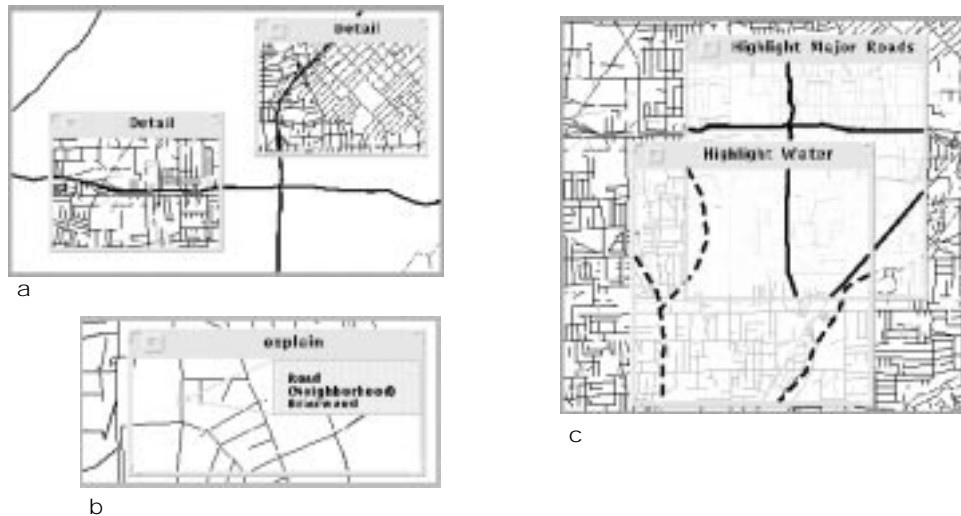 Detail
Detail
a
explain
Road
(Neighborhood)
Briarwood
b
Highlight Major Roads
Highlight Water
c